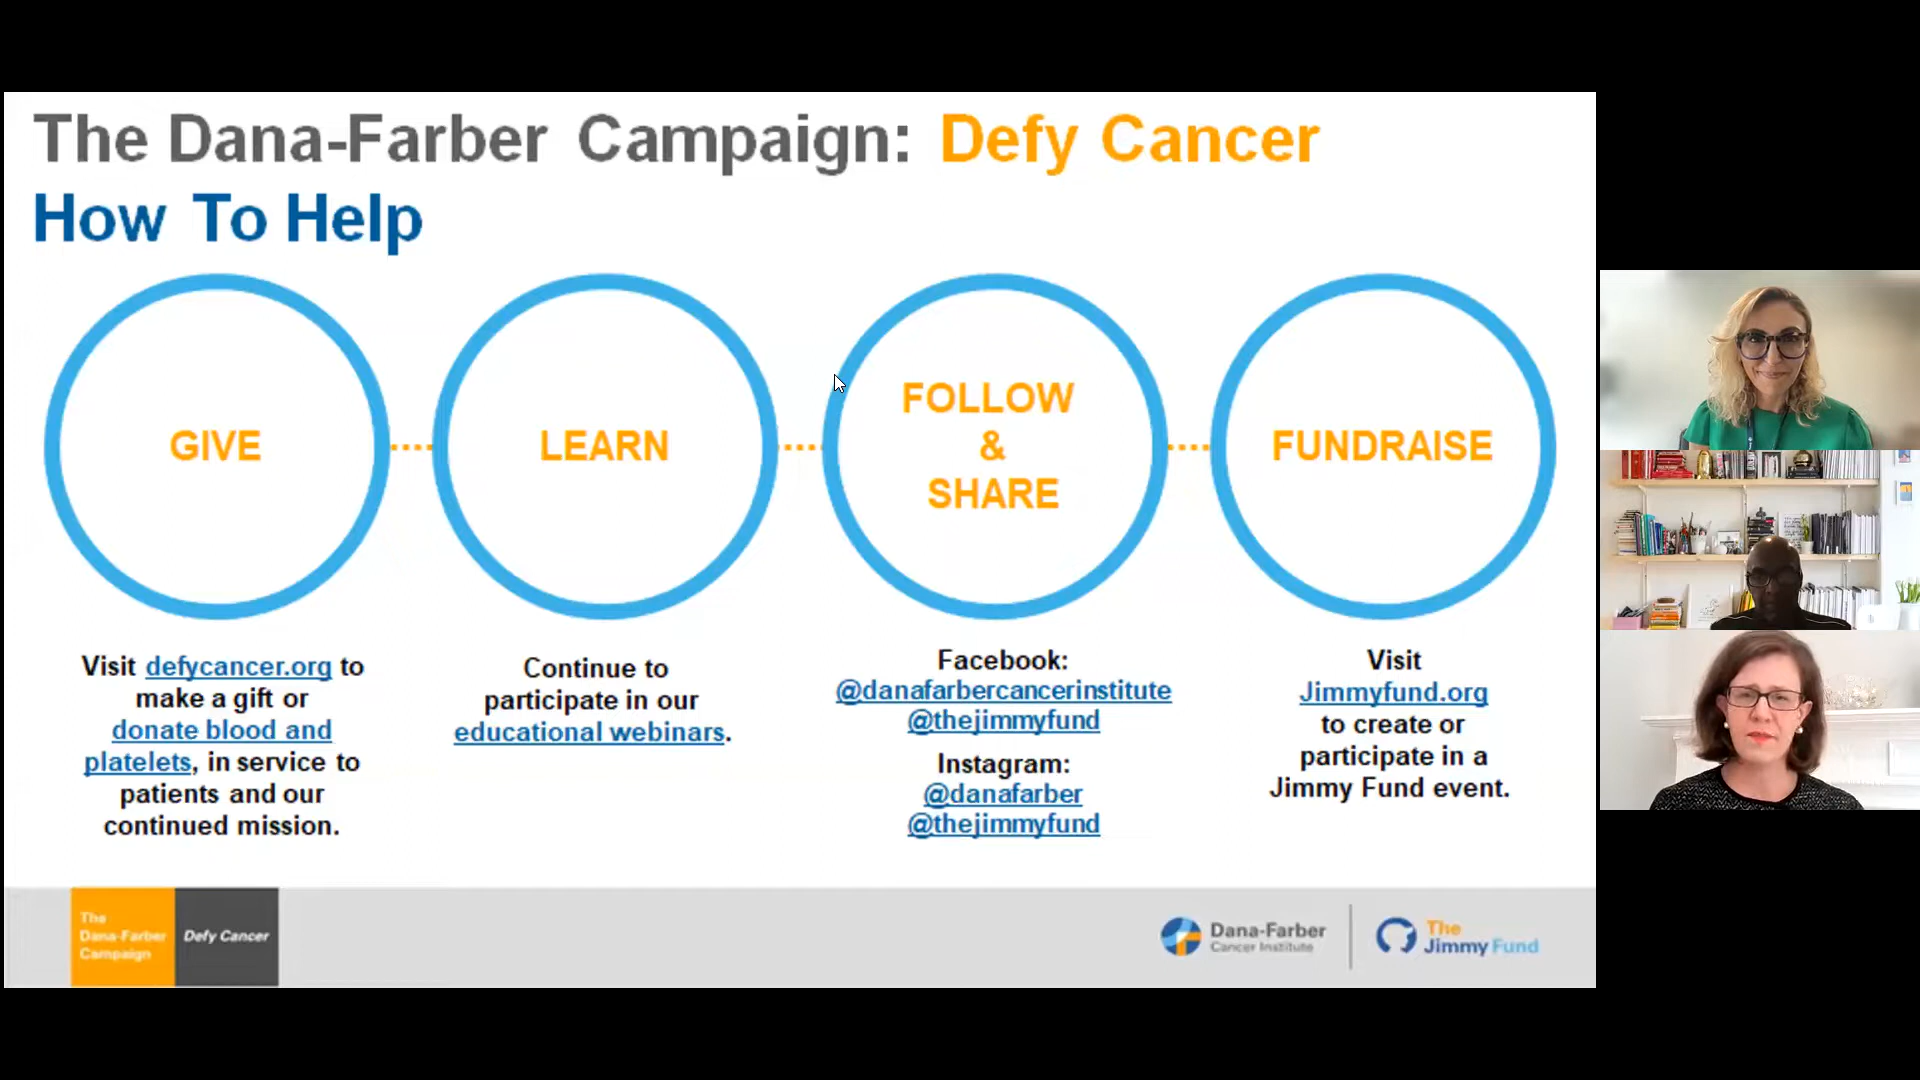 The Dana-Farber Campaign: Defy Cancer
How To Help
GIVE
LEARN
FOLLOW
&
SHARE
FUNDRAISE
Visit defycancer.org to
make a gift or
donate blood and
platelets, in service to
patients and our
continued mission.
Continue to
participate in our
educational webinars.
Facebook:
@danafarbercancerinstitute
@thejimmyfund
Instagram:
@danafarber
@thejimmyfund
Visit
Jimmyfund.org
to create or
participate in a
Jimmy Fund event.
The
Dana-Farber
Campaign
Defy Cancer
Dana-Farber
Cancer Institute
The
Jimmy Fund